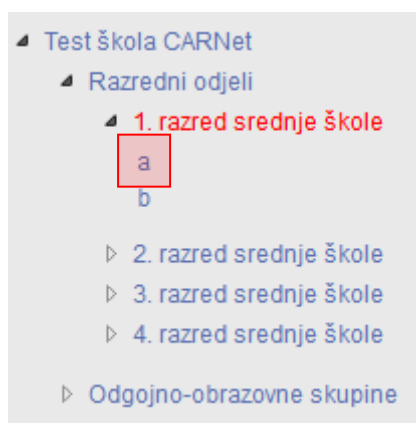 Test škola CARNet
Razredni odjeli
1. razred srednje škole
a
b
2. razred srednje škole
3. razred srednje škole
4. razred srednje škole
Odgojno-obrazovne skupine